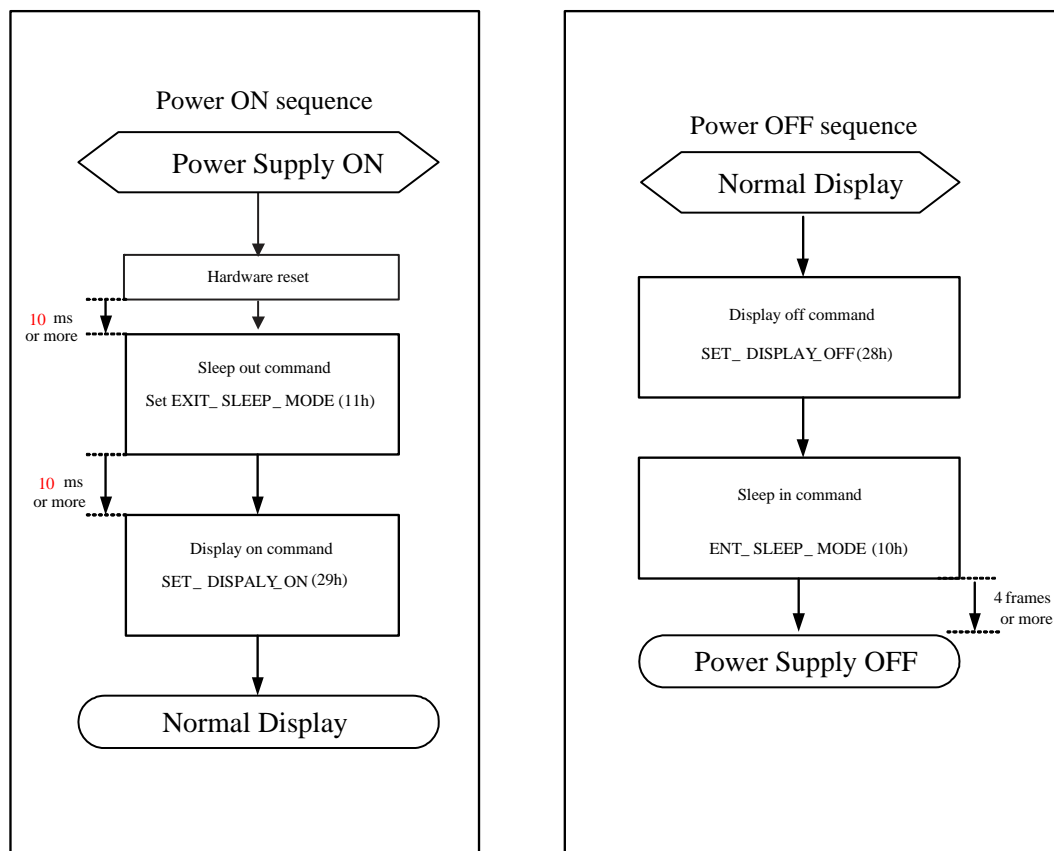 Power ON sequence
Power Supply ON
Hardware reset
10 ms
or more
Sleep out command
Set EXIT_ SLEEP_ MODE (11h)
10 ms
or more
Display on command
SET_ DISPALY_ON (29h)
Normal Display
Power OFF sequence
Normal Display
Display off command
SET_ DISPLAY_OFF (28h)
Sleep in command
ENT_ SLEEP_ MODE (10h)
4 frames
or more
Power Supply OFF